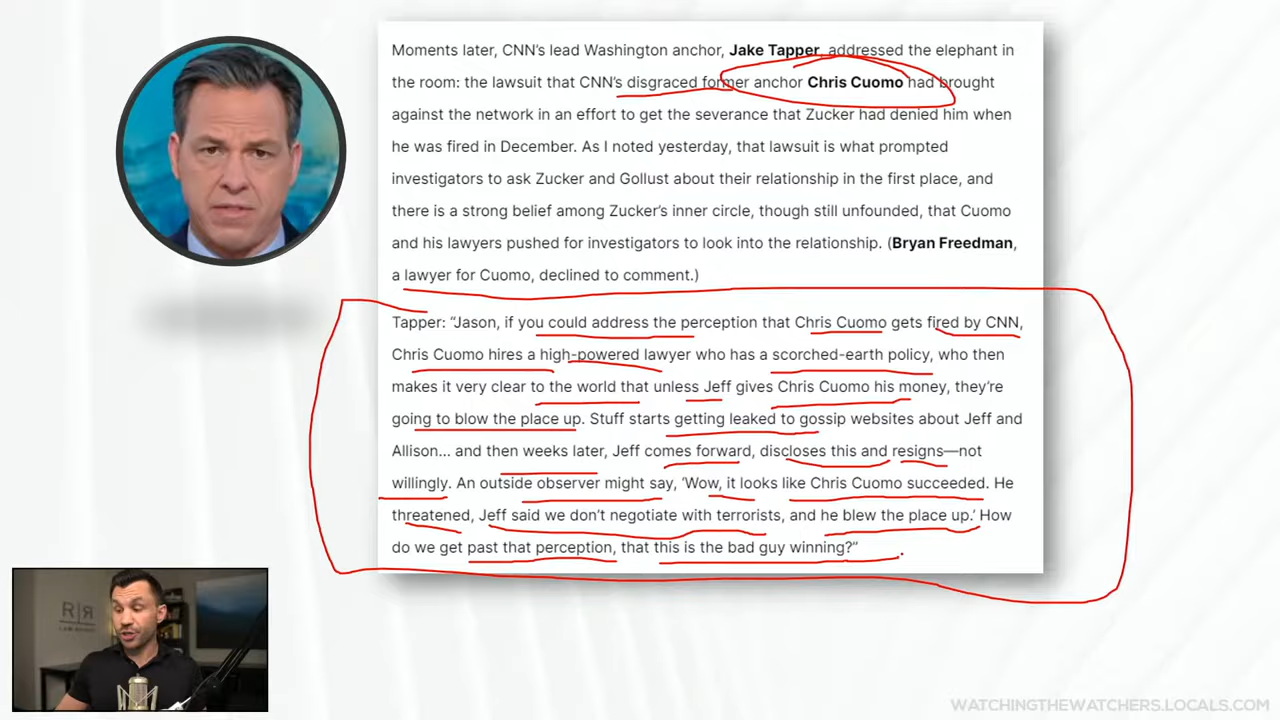 Moments later, CNN’s lead Washington anchor, Jake Tapper, addressed the elephant in
the room: the lawsuit that CNN’s disgraced former anchor Chris Cuomo had brought
against the network in an effort to get the severance that Zucker had denied him when
he was fired in December. As I noted yesterday, that lawsuit is what prompted
investigators to ask Zucker and Gollust about their relationship in the first place, and
there is a strong belief among Zucker’s inner circle, though still unfounded, that Cuomo
and his lawyers pushed for investigators to look into the relationship. (Bryan Freedman,
a lawyer for Cuomo, declined to comment.)
Tapper: “Jason, if you could address the perception that Chris Cuomo gets fired by CNN,
Chris Cuomo hires a high-powered lawyer who has a scorched-earth policy, who then
makes it very clear to the world that unless Jeff gives Chris Cuomo his money, they’re
going to blow the place up. Stuff starts getting leaked to gossip websites about Jeff and
Allison... and then weeks later, Jeff comes forward, discloses this and resigns—not
willingly. An outside observer might say, ‘Wow, it looks like Chris Cuomo succeeded. He
threatened, Jeff said we don’t negotiate with terrorists, and he blew the place up.’ How
do we get past that perception, that this is the bad guy winning?”
R|R
WATCHINGTHEWATCHERS.LOCALS.COM